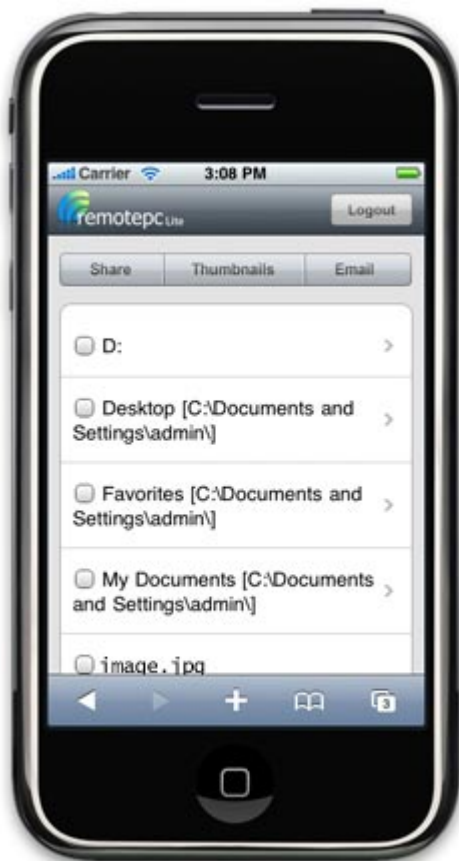 Carrier 3:08 PM
remotepc Lite
Logout
Share Thumbnails Email
D:
Desktop [C:\Documents and
Settings\admin\]
Favorites [C:\Documents and
Settings\admin\]
My Documents [C:\Documents
and Settings\admin\]
image.jpg
3